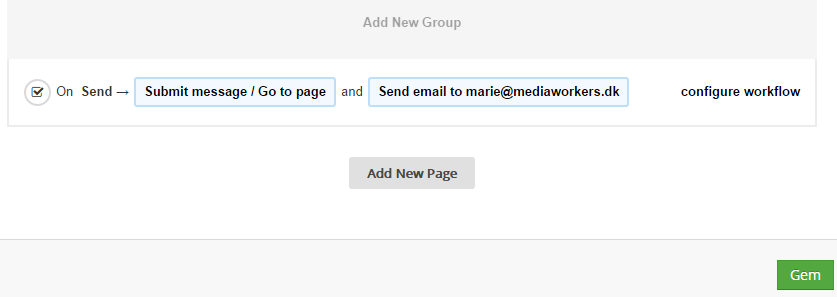 Add New Group
On Send → Submit message / Go to page and Send email to marie@mediaworkers.dk configure workflow
Add New Page
Gem